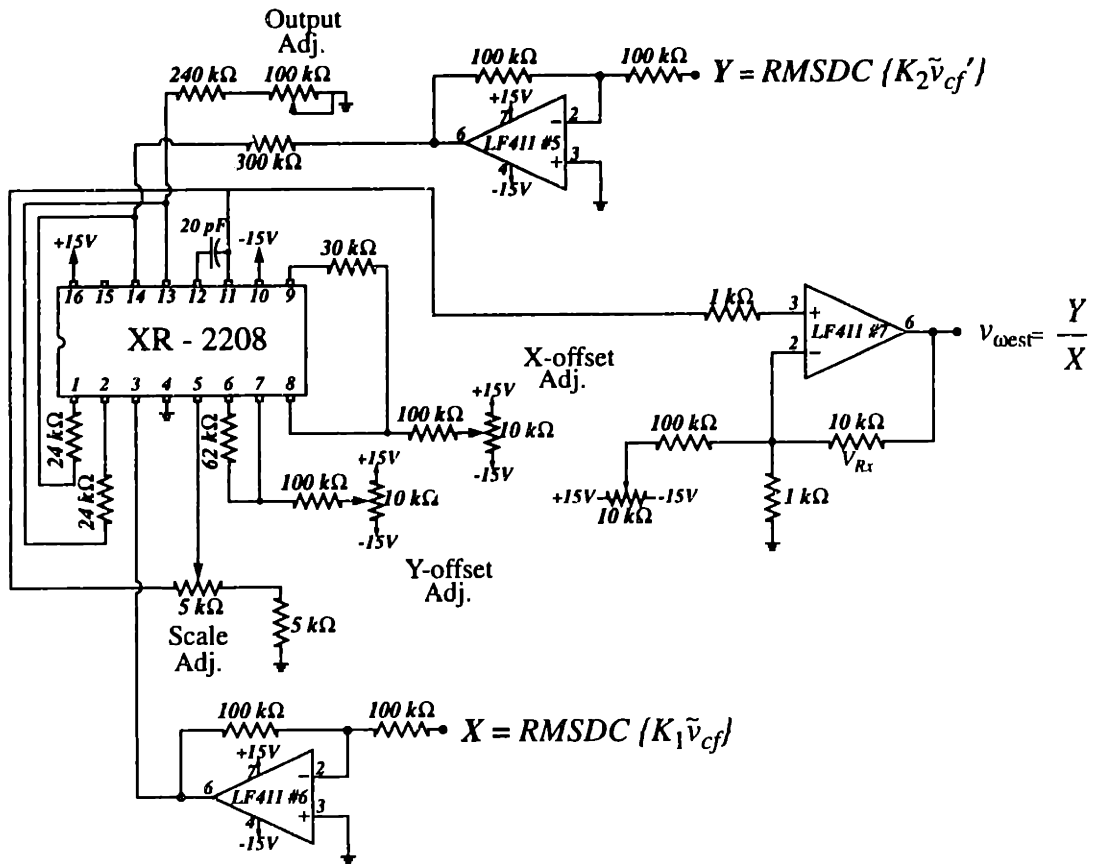 Output
Adj.
240 kΩ
100 kΩ
300 kΩ
100 kΩ
100 kΩ
Y = RMSDC {K₂ṽcf′}
+15V
7
2
−
6
LF411 #5
+
3
4
-15V
20 pF
+15V
-15V
30 kΩ
16 15 14 13 12 11 10 9
XR - 2208
1 2 3 4 5 6 7 8
24 kΩ
24 kΩ
62 kΩ
1 kΩ
3
+
LF411 #7
6
2
−
vωest = Y/X
X-offset
Adj.
+15V
100 kΩ
10 kΩ
-15V
+15V
100 kΩ
10 kΩ
-15V
Y-offset
Adj.
100 kΩ
10 kΩ
VRx
+15V
-15V
10 kΩ
1 kΩ
5 kΩ
Scale
Adj.
5 kΩ
100 kΩ
100 kΩ
X = RMSDC {K₁ṽcf}
+15V
7
2
−
6
LF411 #6
+
3
4
-15V